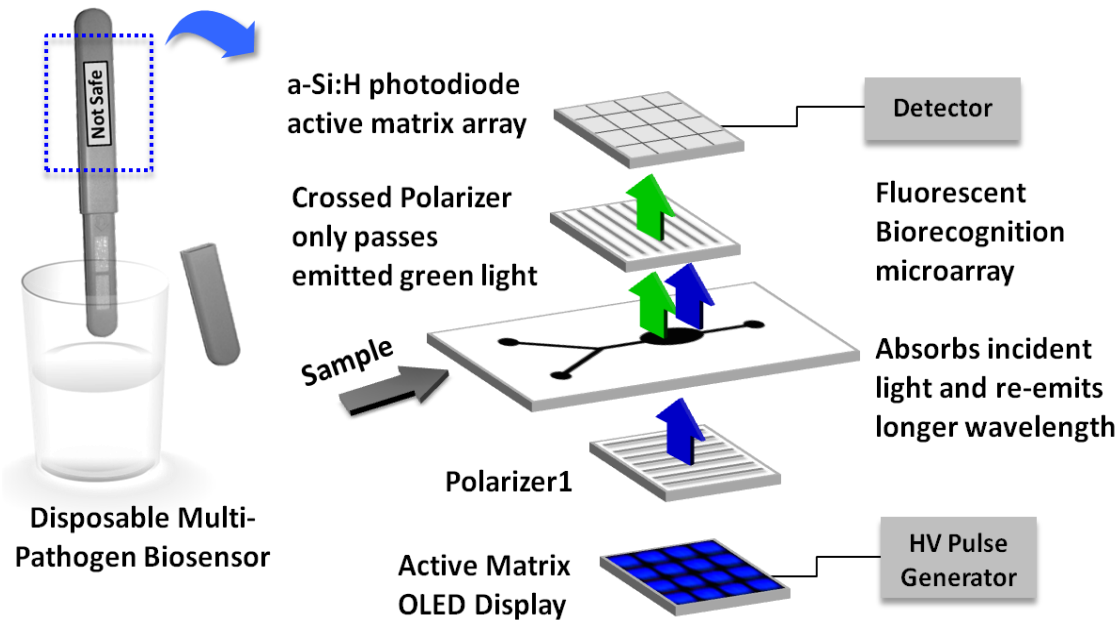 Not Safe
Disposable Multi-
Pathogen Biosensor
a-Si:H photodiode
active matrix array
Detector
Crossed Polarizer
only passes
emitted green light
Fluorescent
Biorecognition
microarray
Sample
Absorbs incident
light and re-emits
longer wavelength
Polarizer1
Active Matrix
OLED Display
HV Pulse
Generator